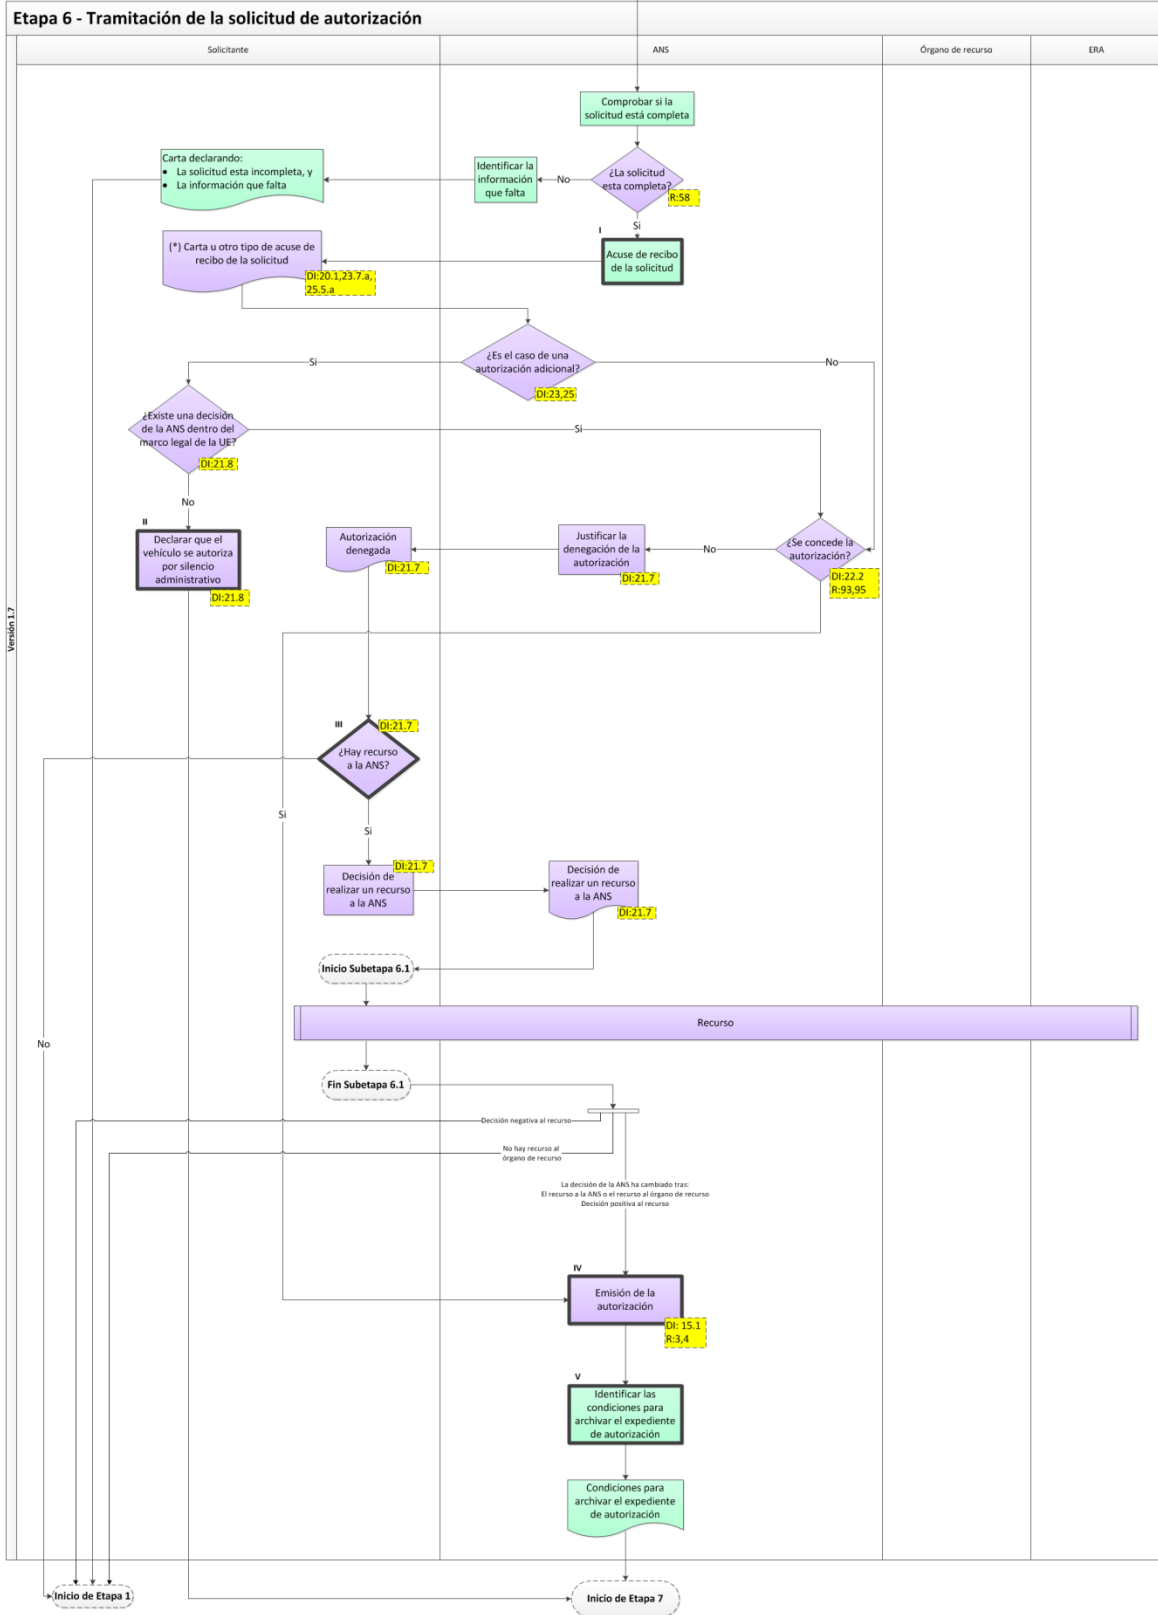 Etapa 6 - Tramitación de la solicitud de autorización
Solicitante
ANS
Órgano de recurso
ERA
Versión 1.7
Comprobar si la
solicitud está completa
¿La solicitud
esta completa?
R:58
No
Identificar la
información
que falta
Carta declarando:
• La solicitud esta incompleta, y
• La información que falta
Si
I
Acuse de recibo
de la solicitud
(*) Carta u otro tipo de acuse de
recibo de la solicitud
DI:20.1,23.7.a,
25.5.a
¿Es el caso de una
autorización adicional?
DI:23,25
Si
No
¿Existe una decisión
de la ANS dentro del
marco legal de la UE?
DI:21.8
Si
No
II
Declarar que el
vehículo se autoriza
por silencio
administrativo
DI:21.8
¿Se concede la
autorización?
DI:22.2
R:93,95
No
Justificar la
denegación de la
autorización
DI:21.7
Autorización
denegada
DI:21.7
III
DI:21.7
¿Hay recurso
a la ANS?
Si
Si
DI:21.7
Decisión de
realizar un recurso
a la ANS
Decisión de
realizar un recurso
a la ANS
DI:21.7
Inicio Subetapa 6.1
Recurso
No
Fin Subetapa 6.1
Decisión negativa al recurso
No hay recurso al
órgano de recurso
La decisión de la ANS ha cambiado tras:
El recurso a la ANS o el recurso al órgano de recurso
Decisión positiva al recurso
IV
Emisión de la
autorización
DI: 15.1
R:3,4
V
Identificar las
condiciones para
archivar el expediente
de autorización
Condiciones para
archivar el expediente
de autorización
Inicio de Etapa 1
Inicio de Etapa 7